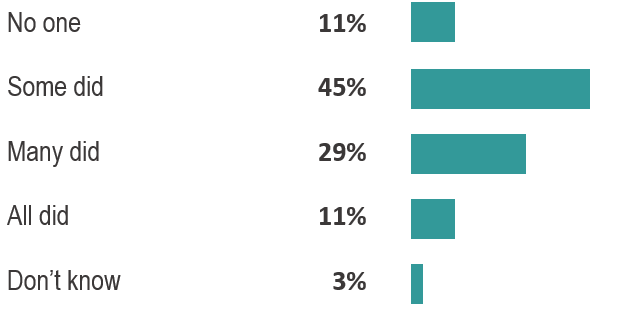 No one 11%
Some did 45%
Many did 29%
All did 11%
Don’t know 3%